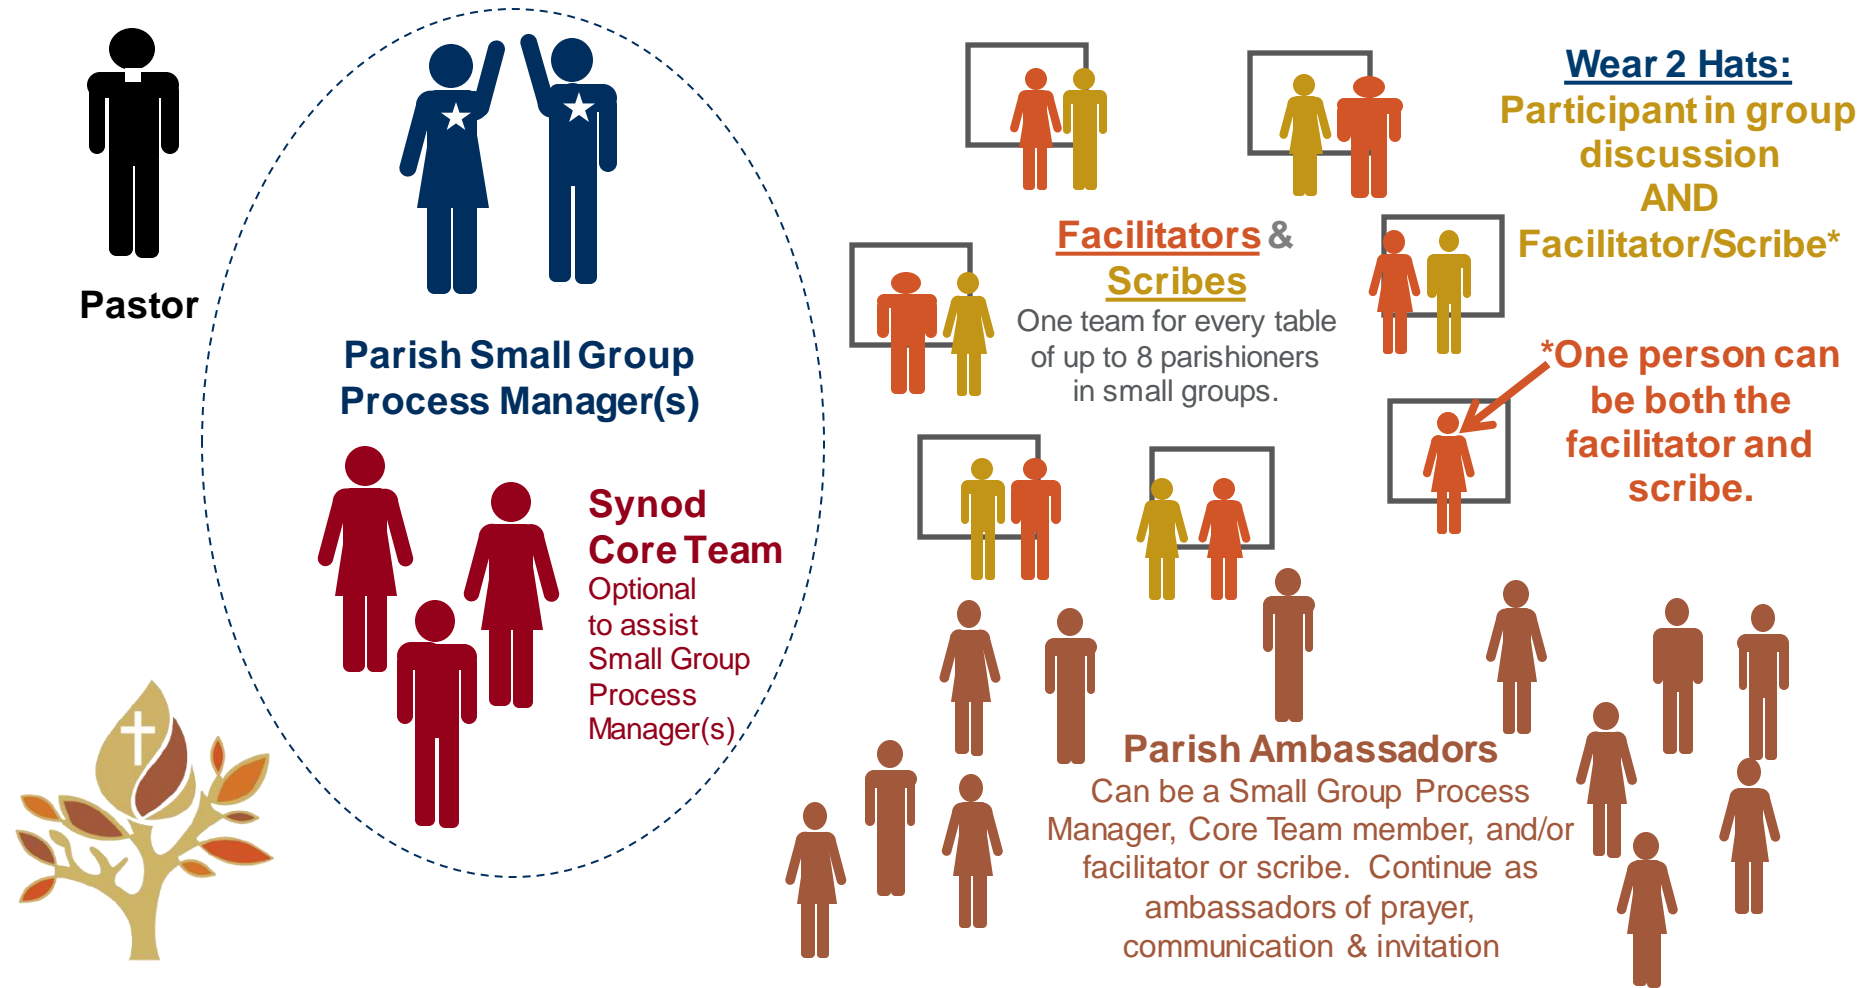 Pastor
Parish Small Group
Process Manager(s)
Synod
Core Team
Optional
to assist
Small Group
Process
Manager(s)
Facilitators &
Scribes
One team for every table
of up to 8 parishioners
in small groups.
Wear 2 Hats:
Participant in group
discussion
AND
Facilitator/Scribe*
*One person can
be both the
facilitator and
scribe.
Parish Ambassadors
Can be a Small Group Process
Manager, Core Team member, and/or
facilitator or scribe. Continue as
ambassadors of prayer,
communication & invitation